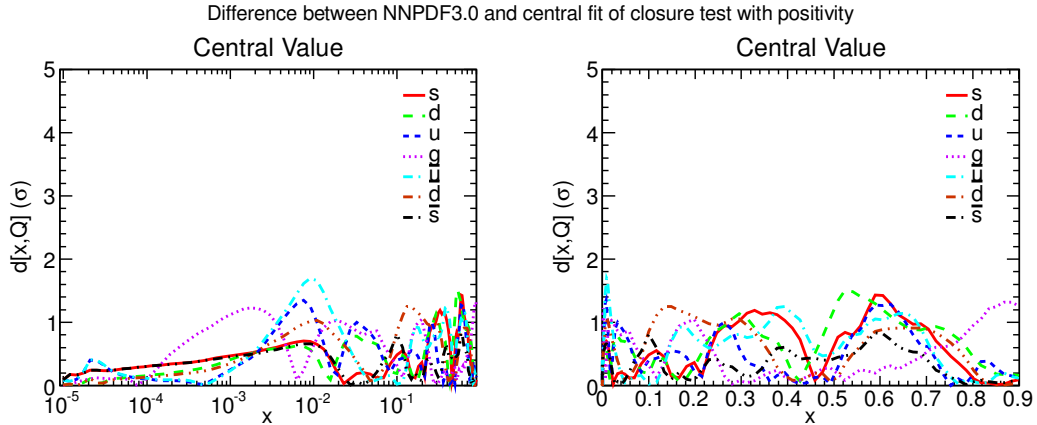 Difference between NNPDF3.0 and central fit of closure test with positivity
Central Value
5
4
3
2
1
0
d[x,Q] (σ)
s
d
u
g
u̅
d̅
s̅
10⁻⁵
10⁻⁴
10⁻³
10⁻²
10⁻¹
x
Central Value
5
4
3
2
1
0
d[x,Q] (σ)
s
d
u
g
u̅
d̅
s̅
0
0.1
0.2
0.3
0.4
0.5
0.6
0.7
0.8
0.9
x